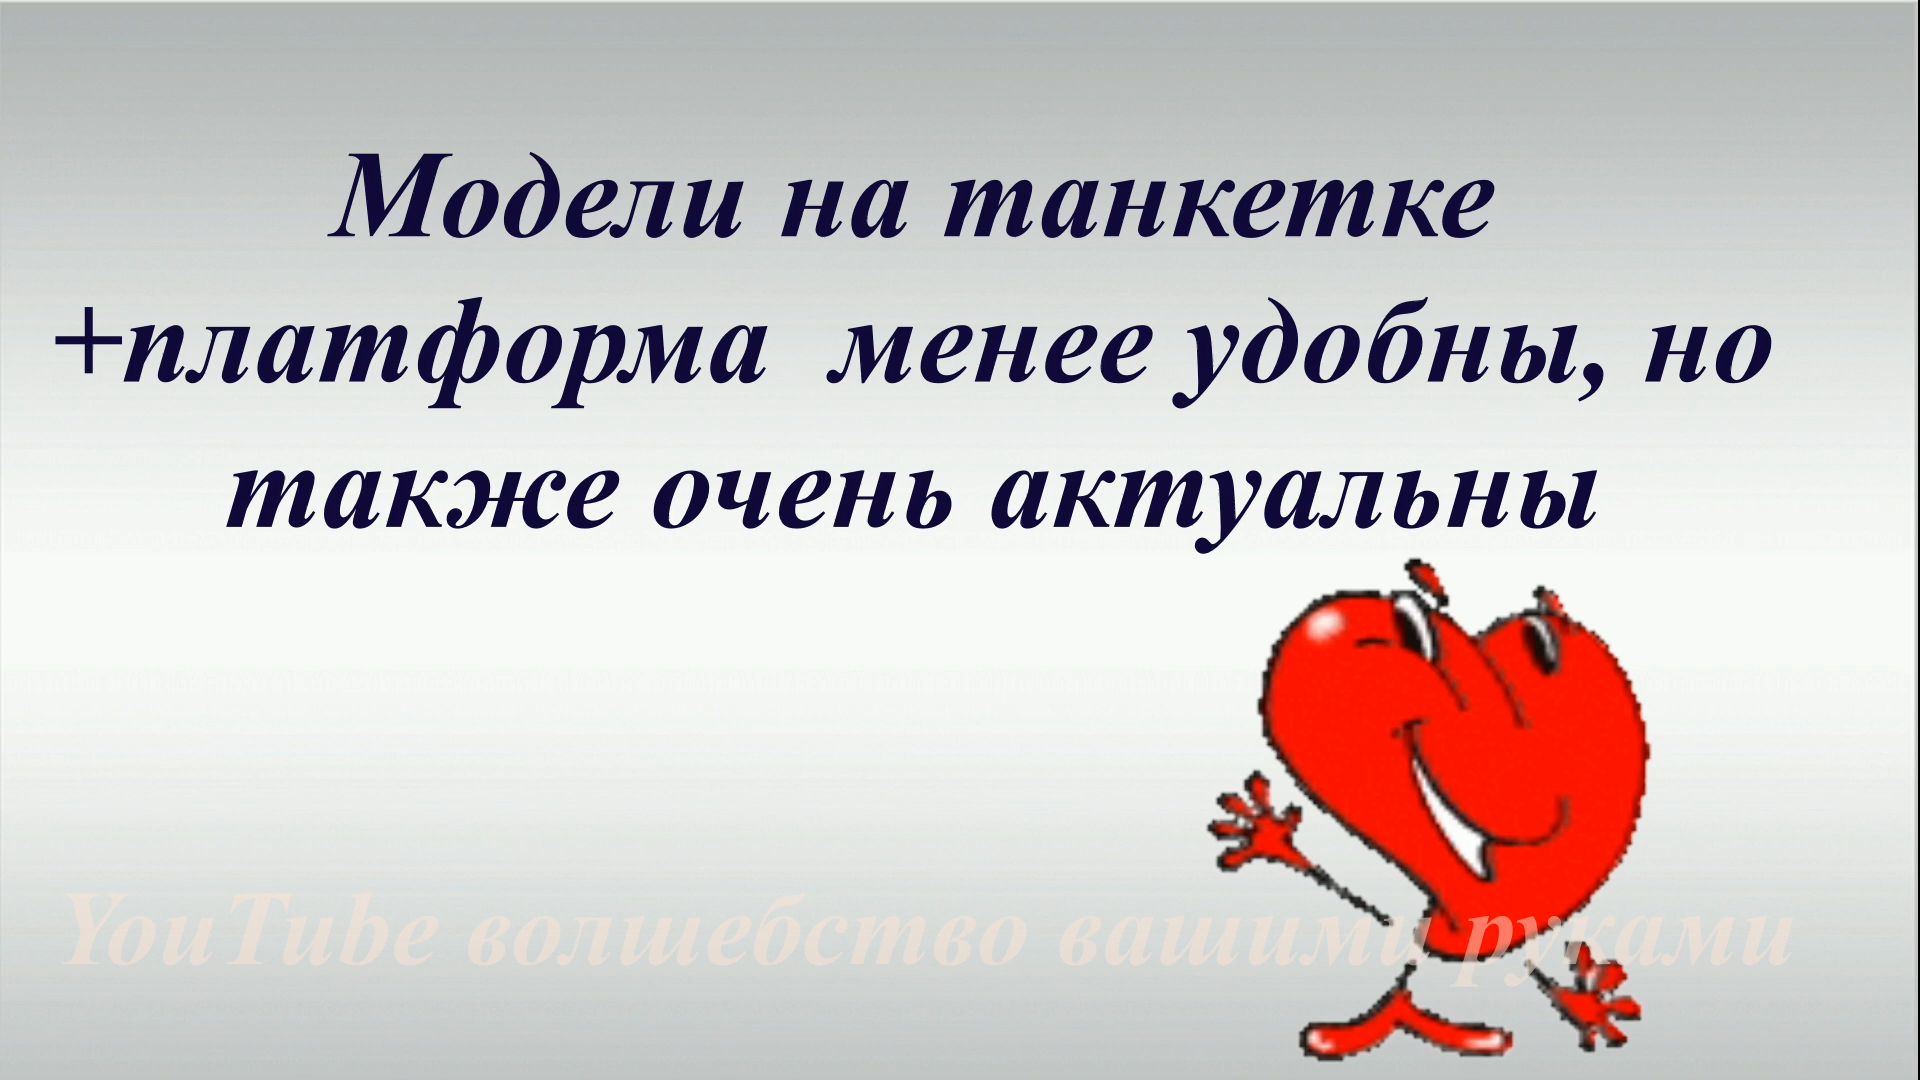 Модели на танкетке
+платформа  менее удобны, но
также очень актуальны
YouTube волшебство вашими руками